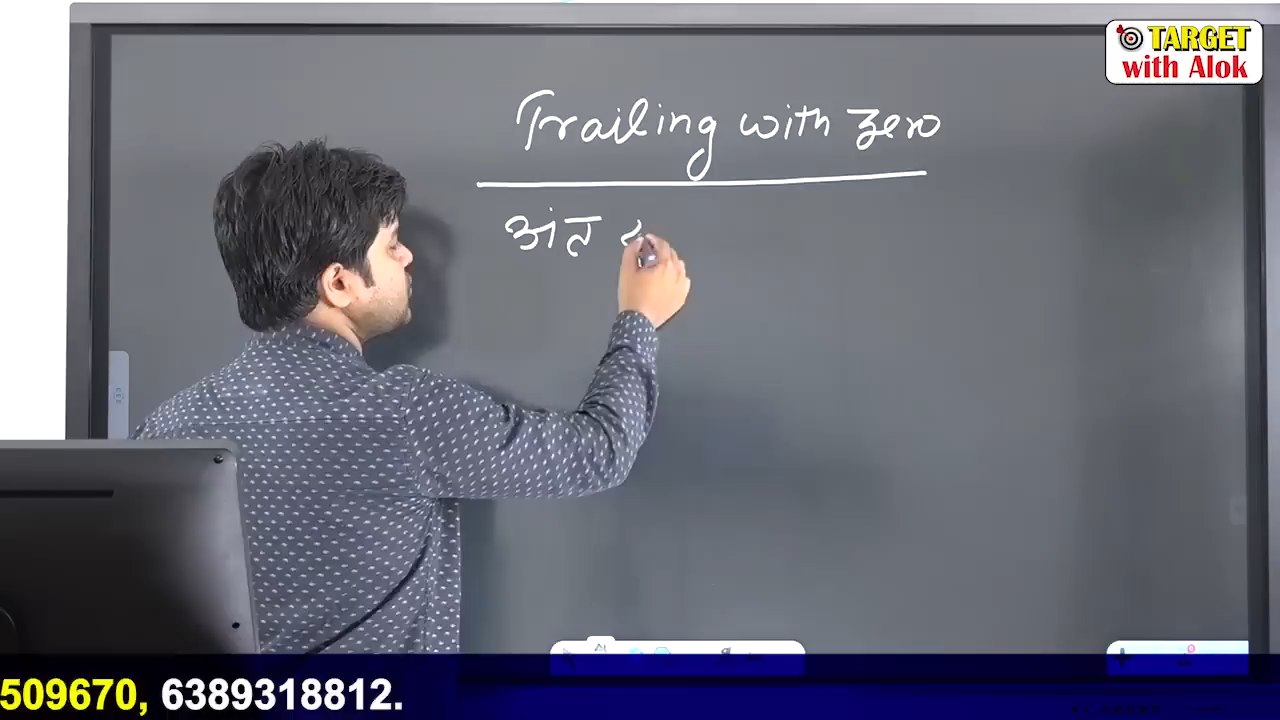 TARGET
with Alok
Trailing with zero
अंत
509670, 6389318812.